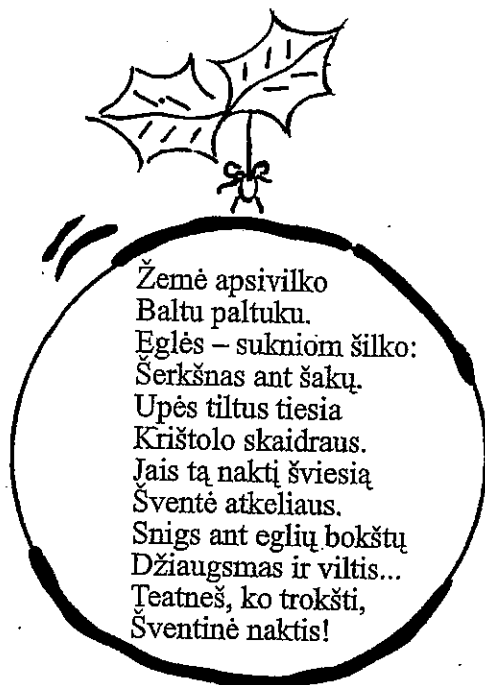 Žemė apsivilko
Baltu paltuku.
Eglės – sukniom šilko:
Šerkšnas ant šakų.
Upės tiltus tiesia
Krištolo skaidraus.
Jais tą naktį šviesią
Šventė atkeliaus.
Snigs ant eglių bokštų
Džiaugsmas ir viltis...
Teatneš, ko trokšti,
Šventinė naktis!